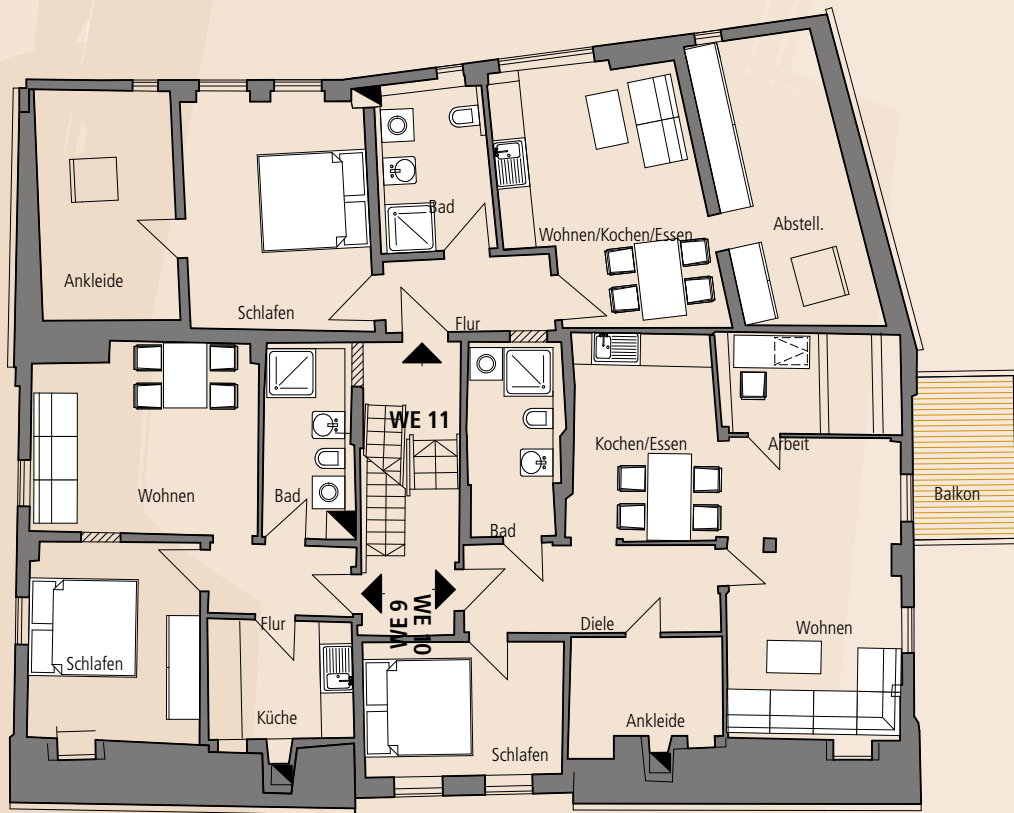 Bad
Wohnen/Kochen/Essen
Abstell.
Ankleide
Schlafen
Flur
WE 11
Kochen/Essen
Arbeit
Wohnen
Bad
Balkon
Bad
WE 9
WE 10
Flur
Diele
Wohnen
Schlafen
Küche
Ankleide
Schlafen